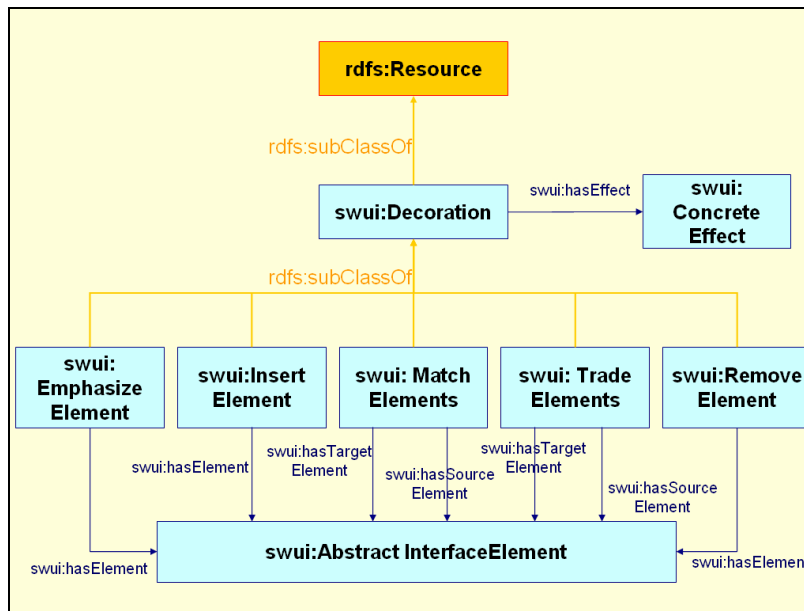 rdfs:Resource
rdfs:subClassOf
swui:Decoration
swui:hasEffect
swui:
Concrete
Effect
rdfs:subClassOf
swui:
Emphasize
Element
swui:Insert
Element
swui: Match
Elements
swui: Trade
Elements
swui:Remove
Element
swui:hasElement
swui:hasTarget
Element
swui:hasSource
Element
swui:hasTarget
Element
swui:hasSource
Element
swui:Abstract InterfaceElement
swui:hasElement
swui:hasElement